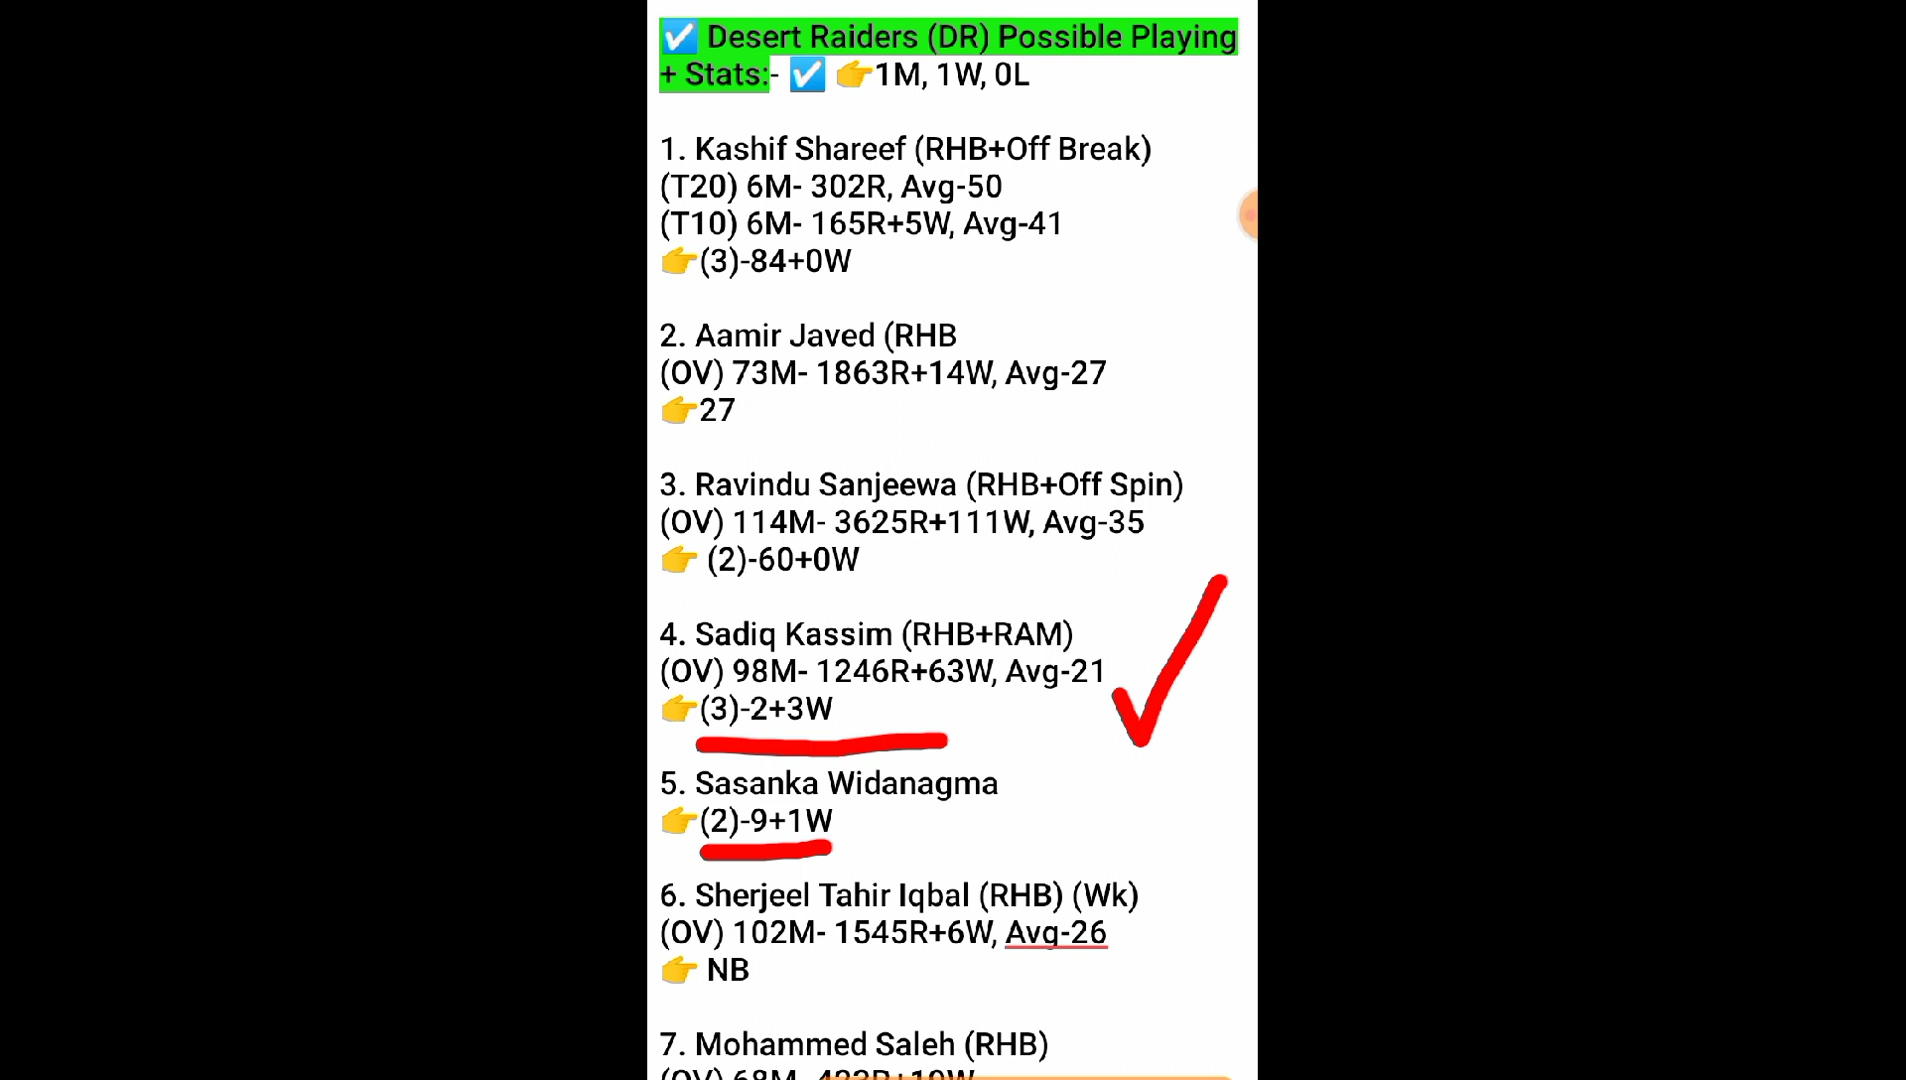 ✅ Desert Raiders (DR) Possible Playing
+ Stats:- ✅ 👉1M, 1W, 0L
1. Kashif Shareef (RHB+Off Break)
(T20) 6M- 302R, Avg-50
(T10) 6M- 165R+5W, Avg-41
👉(3)-84+0W
2. Aamir Javed (RHB
(OV) 73M- 1863R+14W, Avg-27
👉27
3. Ravindu Sanjeewa (RHB+Off Spin)
(OV) 114M- 3625R+111W, Avg-35
👉 (2)-60+0W
4. Sadiq Kassim (RHB+RAM)
(OV) 98M- 1246R+63W, Avg-21
👉(3)-2+3W
5. Sasanka Widanagma
👉(2)-9+1W
6. Sherjeel Tahir Iqbal (RHB) (Wk)
(OV) 102M- 1545R+6W, Avg-26
👉 NB
7. Mohammed Saleh (RHB)
(OV) 68M-